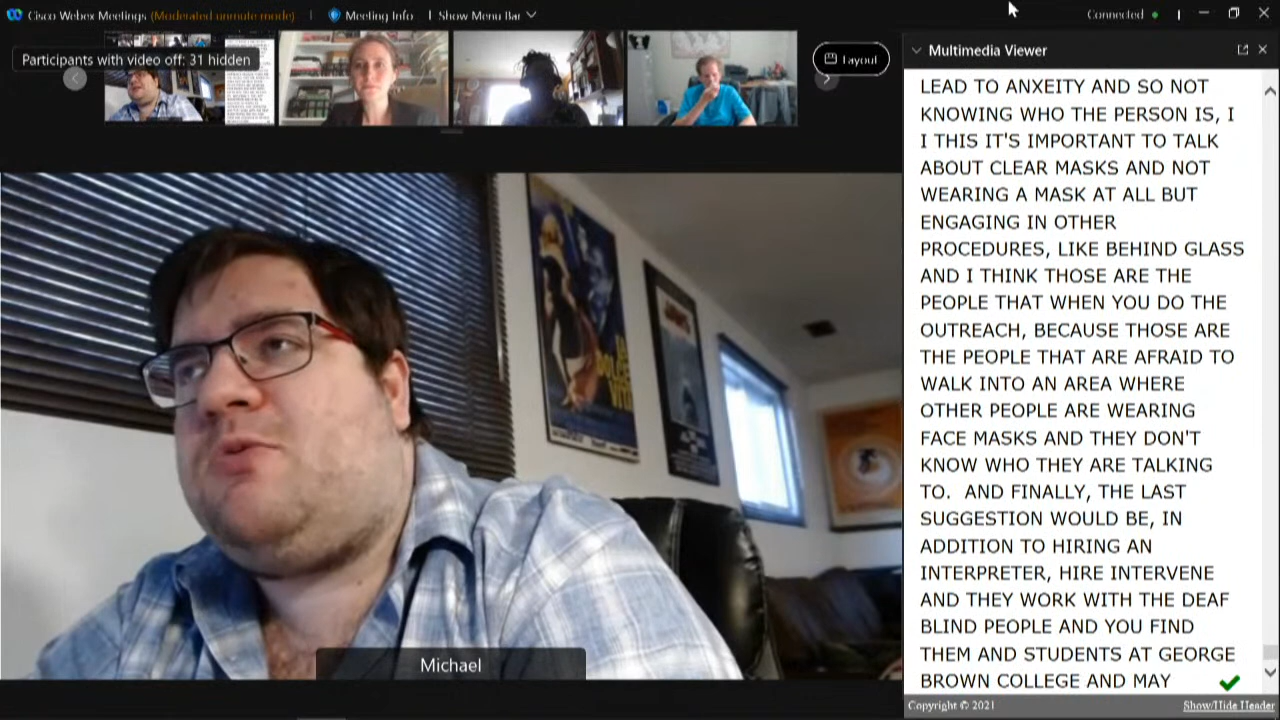 Cisco Webex Meetings (Moderated unmute mode) Meeting Info Show Menu Bar Connected
Participants with video off: 31 hidden
Layout
Multimedia Viewer
LEAD TO ANXEITY AND SO NOT
KNOWING WHO THE PERSON IS, I
I THIS IT'S IMPORTANT TO TALK
ABOUT CLEAR MASKS AND NOT
WEARING A MASK AT ALL BUT
ENGAGING IN OTHER
PROCEDURES, LIKE BEHIND GLASS
AND I THINK THOSE ARE THE
PEOPLE THAT WHEN YOU DO THE
OUTREACH, BECAUSE THOSE ARE
THE PEOPLE THAT ARE AFRAID TO
WALK INTO AN AREA WHERE
OTHER PEOPLE ARE WEARING
FACE MASKS AND THEY DON'T
KNOW WHO THEY ARE TALKING
TO.  AND FINALLY, THE LAST
SUGGESTION WOULD BE, IN
ADDITION TO HIRING AN
INTERPRETER, HIRE INTERVENE
AND THEY WORK WITH THE DEAF
BLIND PEOPLE AND YOU FIND
THEM AND STUDENTS AT GEORGE
BROWN COLLEGE AND MAY
Michael
Copyright © 2021 Show/Hide Header